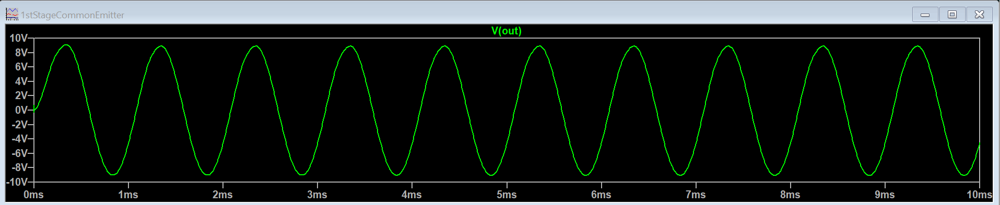 1stStageCommonEmitter
V(out)
10V
8V
6V
4V
2V
0V
-2V
-4V
-6V
-8V
-10V
0ms 1ms 2ms 3ms 4ms 5ms 6ms 7ms 8ms 9ms 10ms